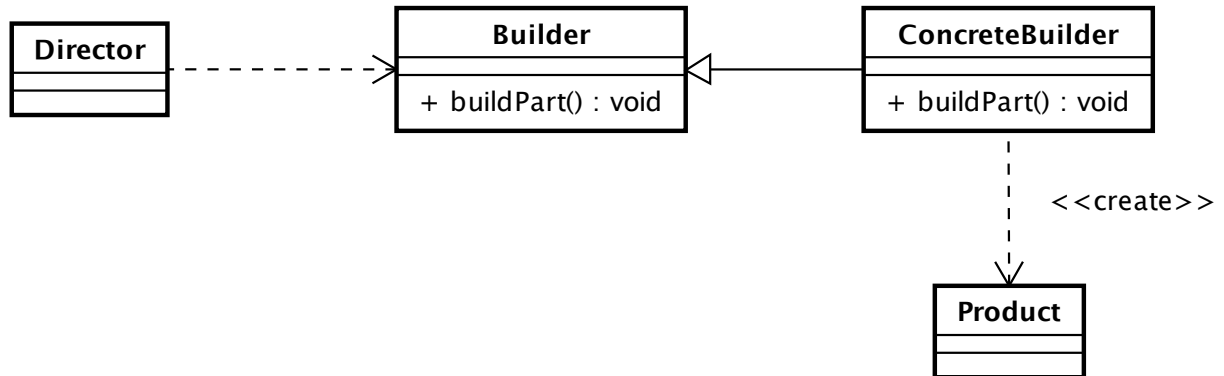 Director
Builder
+ buildPart() : void
ConcreteBuilder
+ buildPart() : void
<<create>>
Product